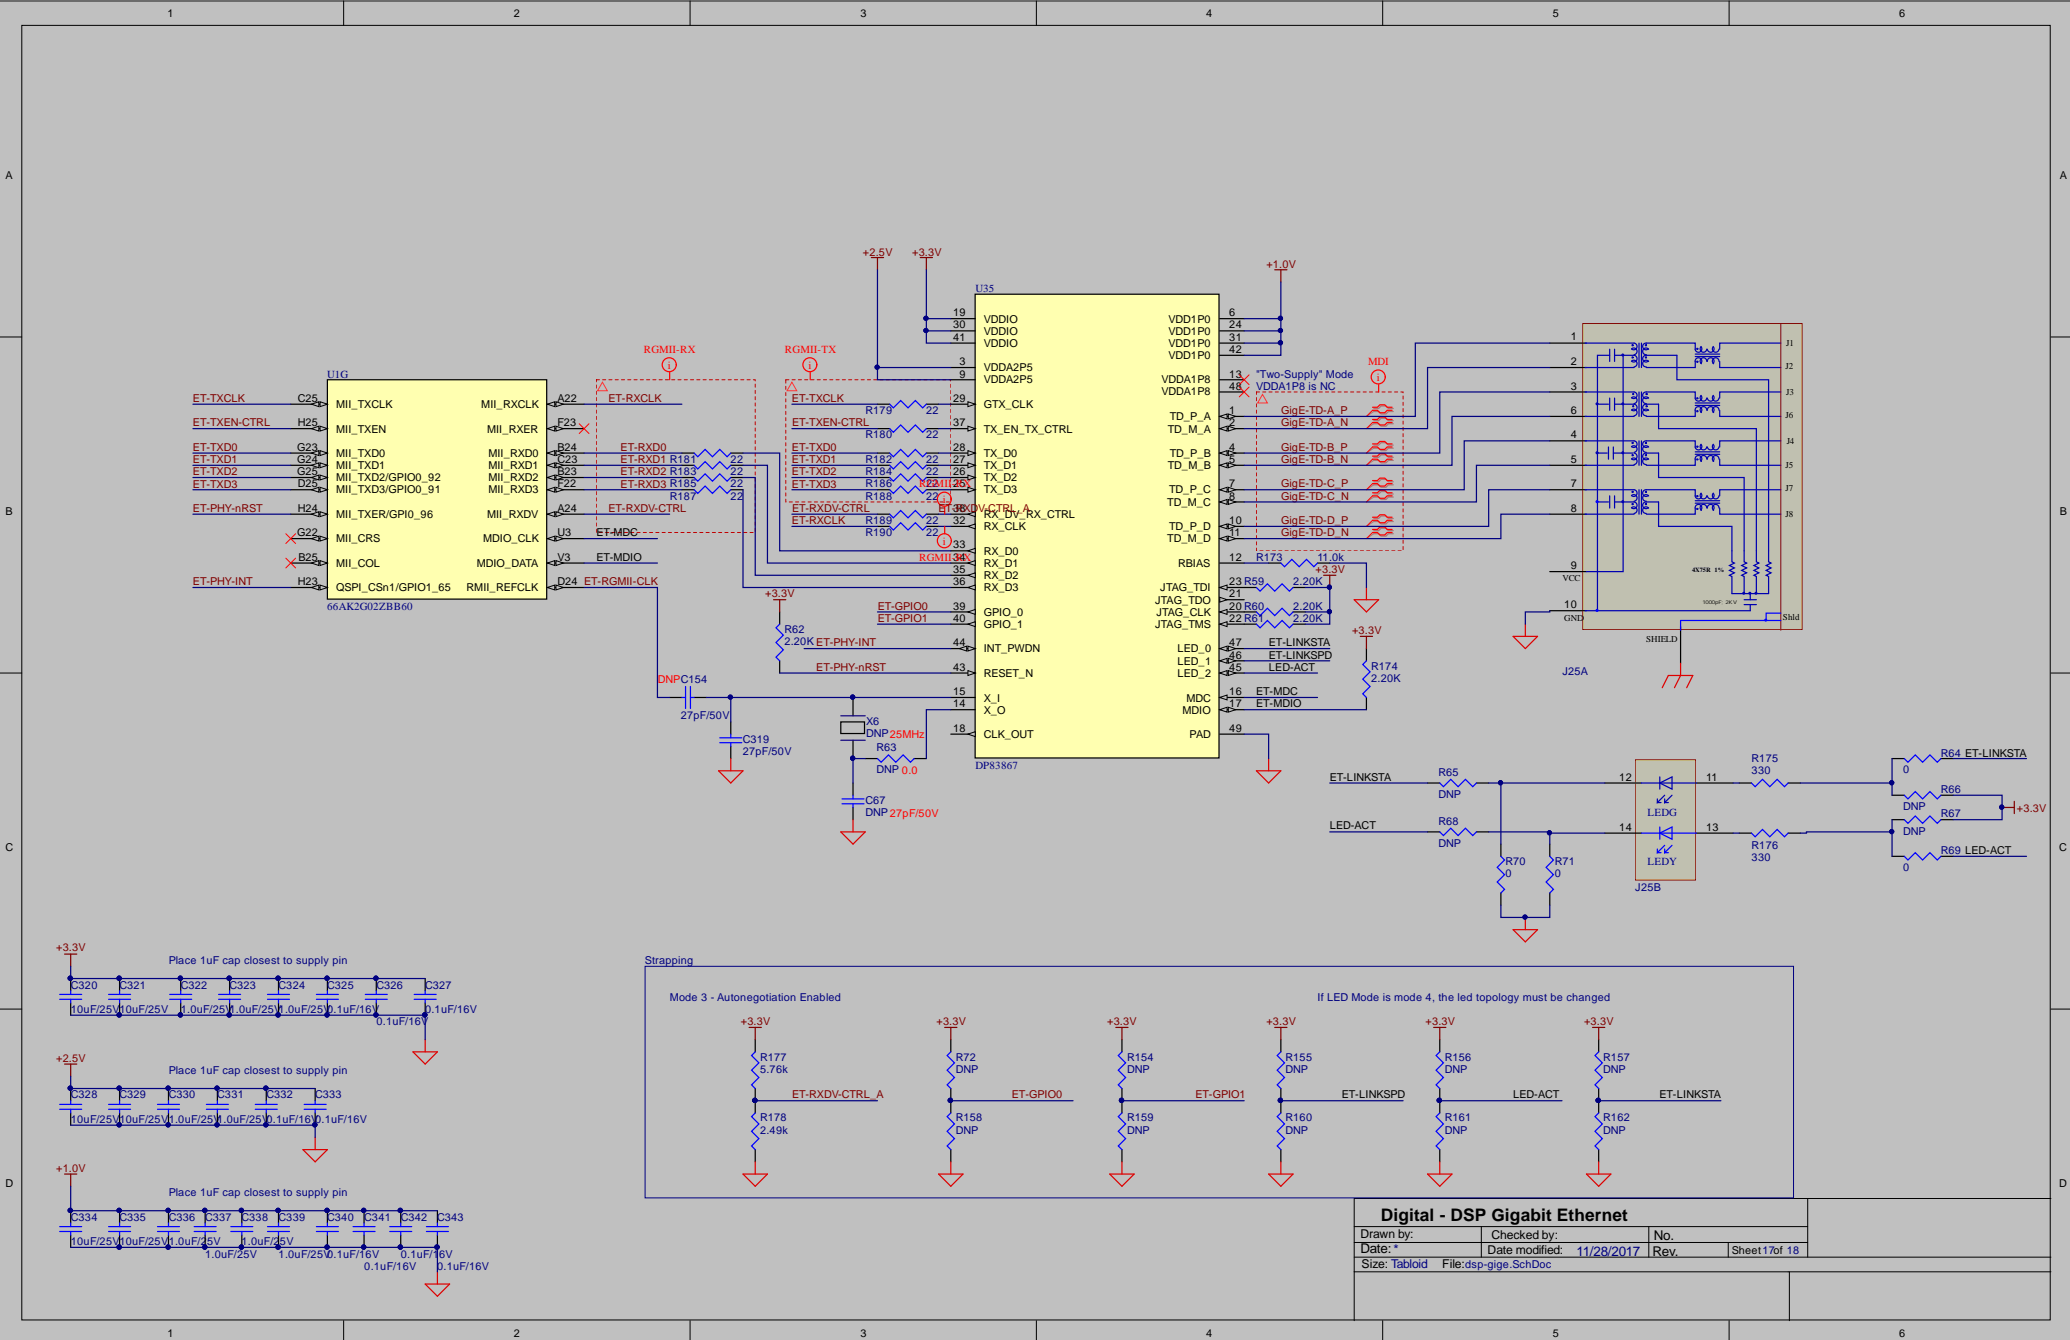 1 2 3 4 5 6
A A
B B
C C
D D
+2.5V +3.3V
+1.0V
U35
19 VDDIO
30 VDDIO
41 VDDIO
3 VDDA2P5
9 VDDA2P5
29 GTX_CLK
37 TX_EN_TX_CTRL
28 TX_D0
27 TX_D1
26 TX_D2
25 TX_D3
38 RX_DV_RX_CTRL
32 RX_CLK
33 RX_D0
34 RX_D1
35 RX_D2
36 RX_D3
39 GPIO_0
40 GPIO_1
44 INT_PWDN
43 RESET_N
15 X_I
14 X_O
18 CLK_OUT
VDD1P0 6
VDD1P0 24
VDD1P0 31
VDD1P0 42
VDDA1P8 13
VDDA1P8 48
"Two-Supply" Mode
VDDA1P8 is NC
TD_P_A 1 GigE-TD-A_P
TD_M_A 2 GigE-TD-A_N
TD_P_B 4 GigE-TD-B_P
TD_M_B 5 GigE-TD-B_N
TD_P_C 7 GigE-TD-C_P
TD_M_C 8 GigE-TD-C_N
TD_P_D 10 GigE-TD-D_P
TD_M_D 11 GigE-TD-D_N
MDI
i
RBIAS 12 R173 11.0k
+3.3V
JTAG_TDI 23 R59 2.20K
JTAG_TDO 21
JTAG_CLK 20 R60 2.20K
JTAG_TMS 22 R61 2.20K
LED_0 47 ET-LINKSTA
LED_1 46 ET-LINKSPD
LED_2 45 LED-ACT
MDC 16 ET-MDC
MDIO 17 ET-MDIO
PAD 49
+3.3V
R174
2.20K
DP83867
U1G
ET-TXCLK C25 MII_TXCLK
ET-TXEN-CTRL H25 MII_TXEN
ET-TXD0 G23 MII_TXD0
ET-TXD1 G24 MII_TXD1
ET-TXD2 G25 MII_TXD2/GPIO0_92
ET-TXD3 D25 MII_TXD3/GPIO0_91
ET-PHY-nRST H24 MII_TXER/GPI0_96
G22 MII_CRS
B25 MII_COL
ET-PHY-INT H23 QSPI_CSn1/GPIO1_65
66AK2G02ZBB60
MII_RXCLK A22 ET-RXCLK
MII_RXER F23
MII_RXD0 B24 ET-RXD0
MII_RXD1 C23 ET-RXD1 R181 22
MII_RXD2 B23 ET-RXD2 R183 22
MII_RXD3 F22 ET-RXD3 R185 22
R187 22
MII_RXDV A24 ET-RXDV-CTRL
MDIO_CLK U3 ET-MDC
MDIO_DATA V3 ET-MDIO
RMII_REFCLK D24 ET-RGMII-CLK
RGMII-RX
i
RGMII-TX
i
ET-TXCLK
R179 22
ET-TXEN-CTRL
R180 22
ET-TXD0
ET-TXD1 R182 22
ET-TXD2 R184 22
ET-TXD3 R186 22
R188 22
ET-RXDV-CTRL ET-RXDV-CTRL_A
ET-RXCLK R189 22
R190 22
i
i
ET-GPIO0
ET-GPIO1
+3.3V
R62
2.20K
ET-PHY-INT
ET-PHY-nRST
DNP C154
27pF/50V
C319
27pF/50V
X6
DNP 25MHz
R63
DNP 0.0
C67
DNP 27pF/50V
1 J1
2 J2
3 J3
6 J6
4 J4
5 J5
7 J7
8 J8
9
VCC
10
GND
4X75R 1%
1000pF, 2KV
Shld
SHIELD
J25A
ET-LINKSTA R65
DNP
LED-ACT R68
DNP
R70
0
R71
0
12 11
LEDG
14 13
LEDY
J25B
R175
330
R176
330
R64 ET-LINKSTA
0
R66
DNP
R67
DNP
+3.3V
R69 LED-ACT
0
+3.3V
Place 1uF cap closest to supply pin
C320 C321 C322 C323 C324 C325 C326 C327
10uF/25V 10uF/25V 1.0uF/25V 1.0uF/25V 1.0uF/25V 0.1uF/16V 0.1uF/16V 0.1uF/16V
+2.5V
Place 1uF cap closest to supply pin
C328 C329 C330 C331 C332 C333
10uF/25V 10uF/25V 1.0uF/25V 1.0uF/25V 0.1uF/16V 0.1uF/16V
+1.0V
Place 1uF cap closest to supply pin
C334 C335 C336 C337 C338 C339 C340 C341 C342 C343
10uF/25V 10uF/25V 1.0uF/25V 1.0uF/25V 1.0uF/25V 1.0uF/25V 0.1uF/16V 0.1uF/16V 0.1uF/16V 0.1uF/16V
Strapping
Mode 3 - Autonegotiation Enabled
If LED Mode is mode 4, the led topology must be changed
+3.3V +3.3V +3.3V +3.3V +3.3V +3.3V
R177 R72 R154 R155 R156 R157
5.76k DNP DNP DNP DNP DNP
ET-RXDV-CTRL_A ET-GPIO0 ET-GPIO1 ET-LINKSPD LED-ACT ET-LINKSTA
R178 R158 R159 R160 R161 R162
2.49k DNP DNP DNP DNP DNP
Digital - DSP Gigabit Ethernet
Drawn by: Checked by: No.
Date: * Date modified: 11/28/2017 Rev. Sheet 17 of 18
Size: Tabloid File: dsp-gige.SchDoc
1 2 3 4 5 6